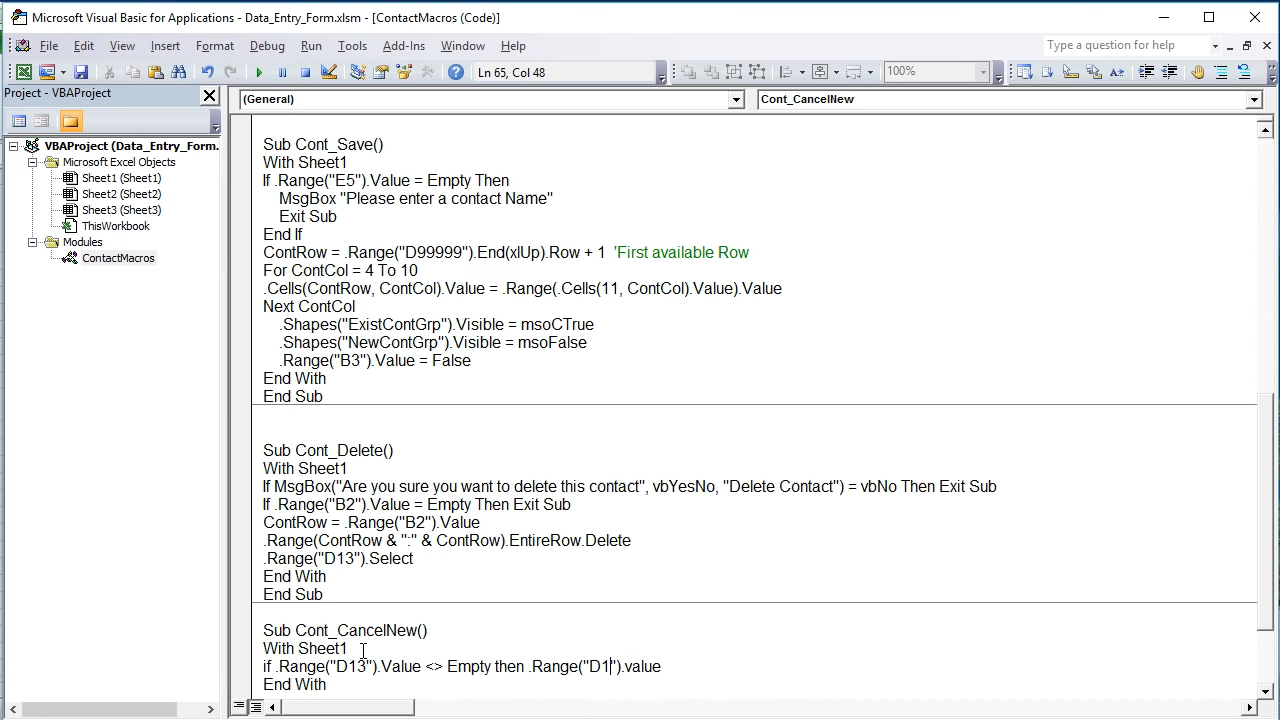 Microsoft Visual Basic for Applications - Data_Entry_Form.xlsm - [ContactMacros (Code)]
File Edit View Insert Format Debug Run Tools Add-Ins Window Help
Type a question for help
Ln 65, Col 48
100%
Project - VBAProject
(General)
Cont_CancelNew
VBAProject (Data_Entry_Form.
Microsoft Excel Objects
Sheet1 (Sheet1)
Sheet2 (Sheet2)
Sheet3 (Sheet3)
ThisWorkbook
Modules
ContactMacros
Sub Cont_Save()
With Sheet1
If .Range("E5").Value = Empty Then
MsgBox "Please enter a contact Name"
Exit Sub
End If
ContRow = .Range("D99999").End(xlUp).Row + 1 'First available Row
For ContCol = 4 To 10
.Cells(ContRow, ContCol).Value = .Range(.Cells(11, ContCol).Value).Value
Next ContCol
.Shapes("ExistContGrp").Visible = msoCTrue
.Shapes("NewContGrp").Visible = msoFalse
.Range("B3").Value = False
End With
End Sub
Sub Cont_Delete()
With Sheet1
If MsgBox("Are you sure you want to delete this contact", vbYesNo, "Delete Contact") = vbNo Then Exit Sub
If .Range("B2").Value = Empty Then Exit Sub
ContRow = .Range("B2").Value
.Range(ContRow & ":" & ContRow).EntireRow.Delete
.Range("D13").Select
End With
End Sub
Sub Cont_CancelNew()
With Sheet1
if .Range("D13").Value <> Empty then .Range("D1").value
End With